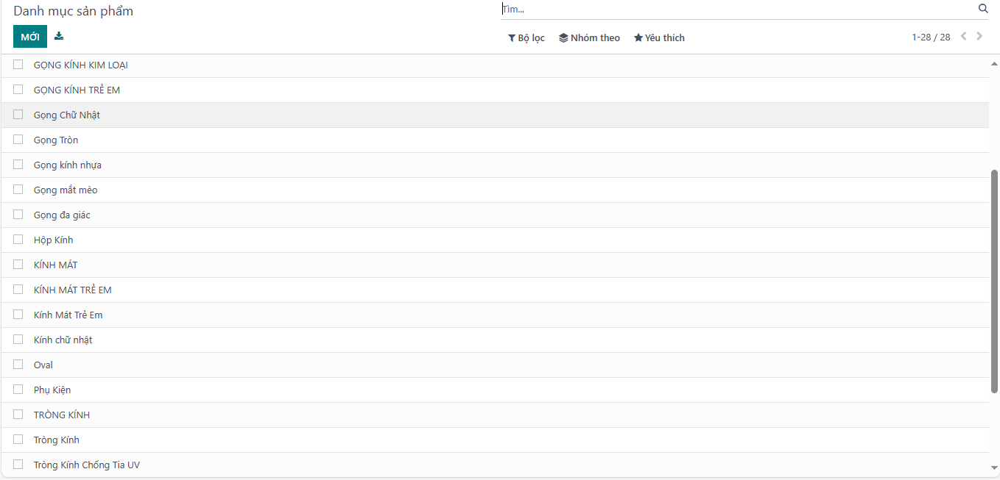 Danh mục sản phẩm
Tìm...
MỚI
Bộ lọc Nhóm theo Yêu thích
1-28 / 28
GỌNG KÍNH KIM LOẠI
GỌNG KÍNH TRẺ EM
Gọng Chữ Nhật
Gọng Tròn
Gọng kính nhựa
Gọng mắt mèo
Gọng đa giác
Hộp Kính
KÍNH MÁT
KÍNH MÁT TRẺ EM
Kính Mát Trẻ Em
Kính chữ nhật
Oval
Phụ Kiện
TRÒNG KÍNH
Tròng Kính
Tròng Kính Chống Tia UV